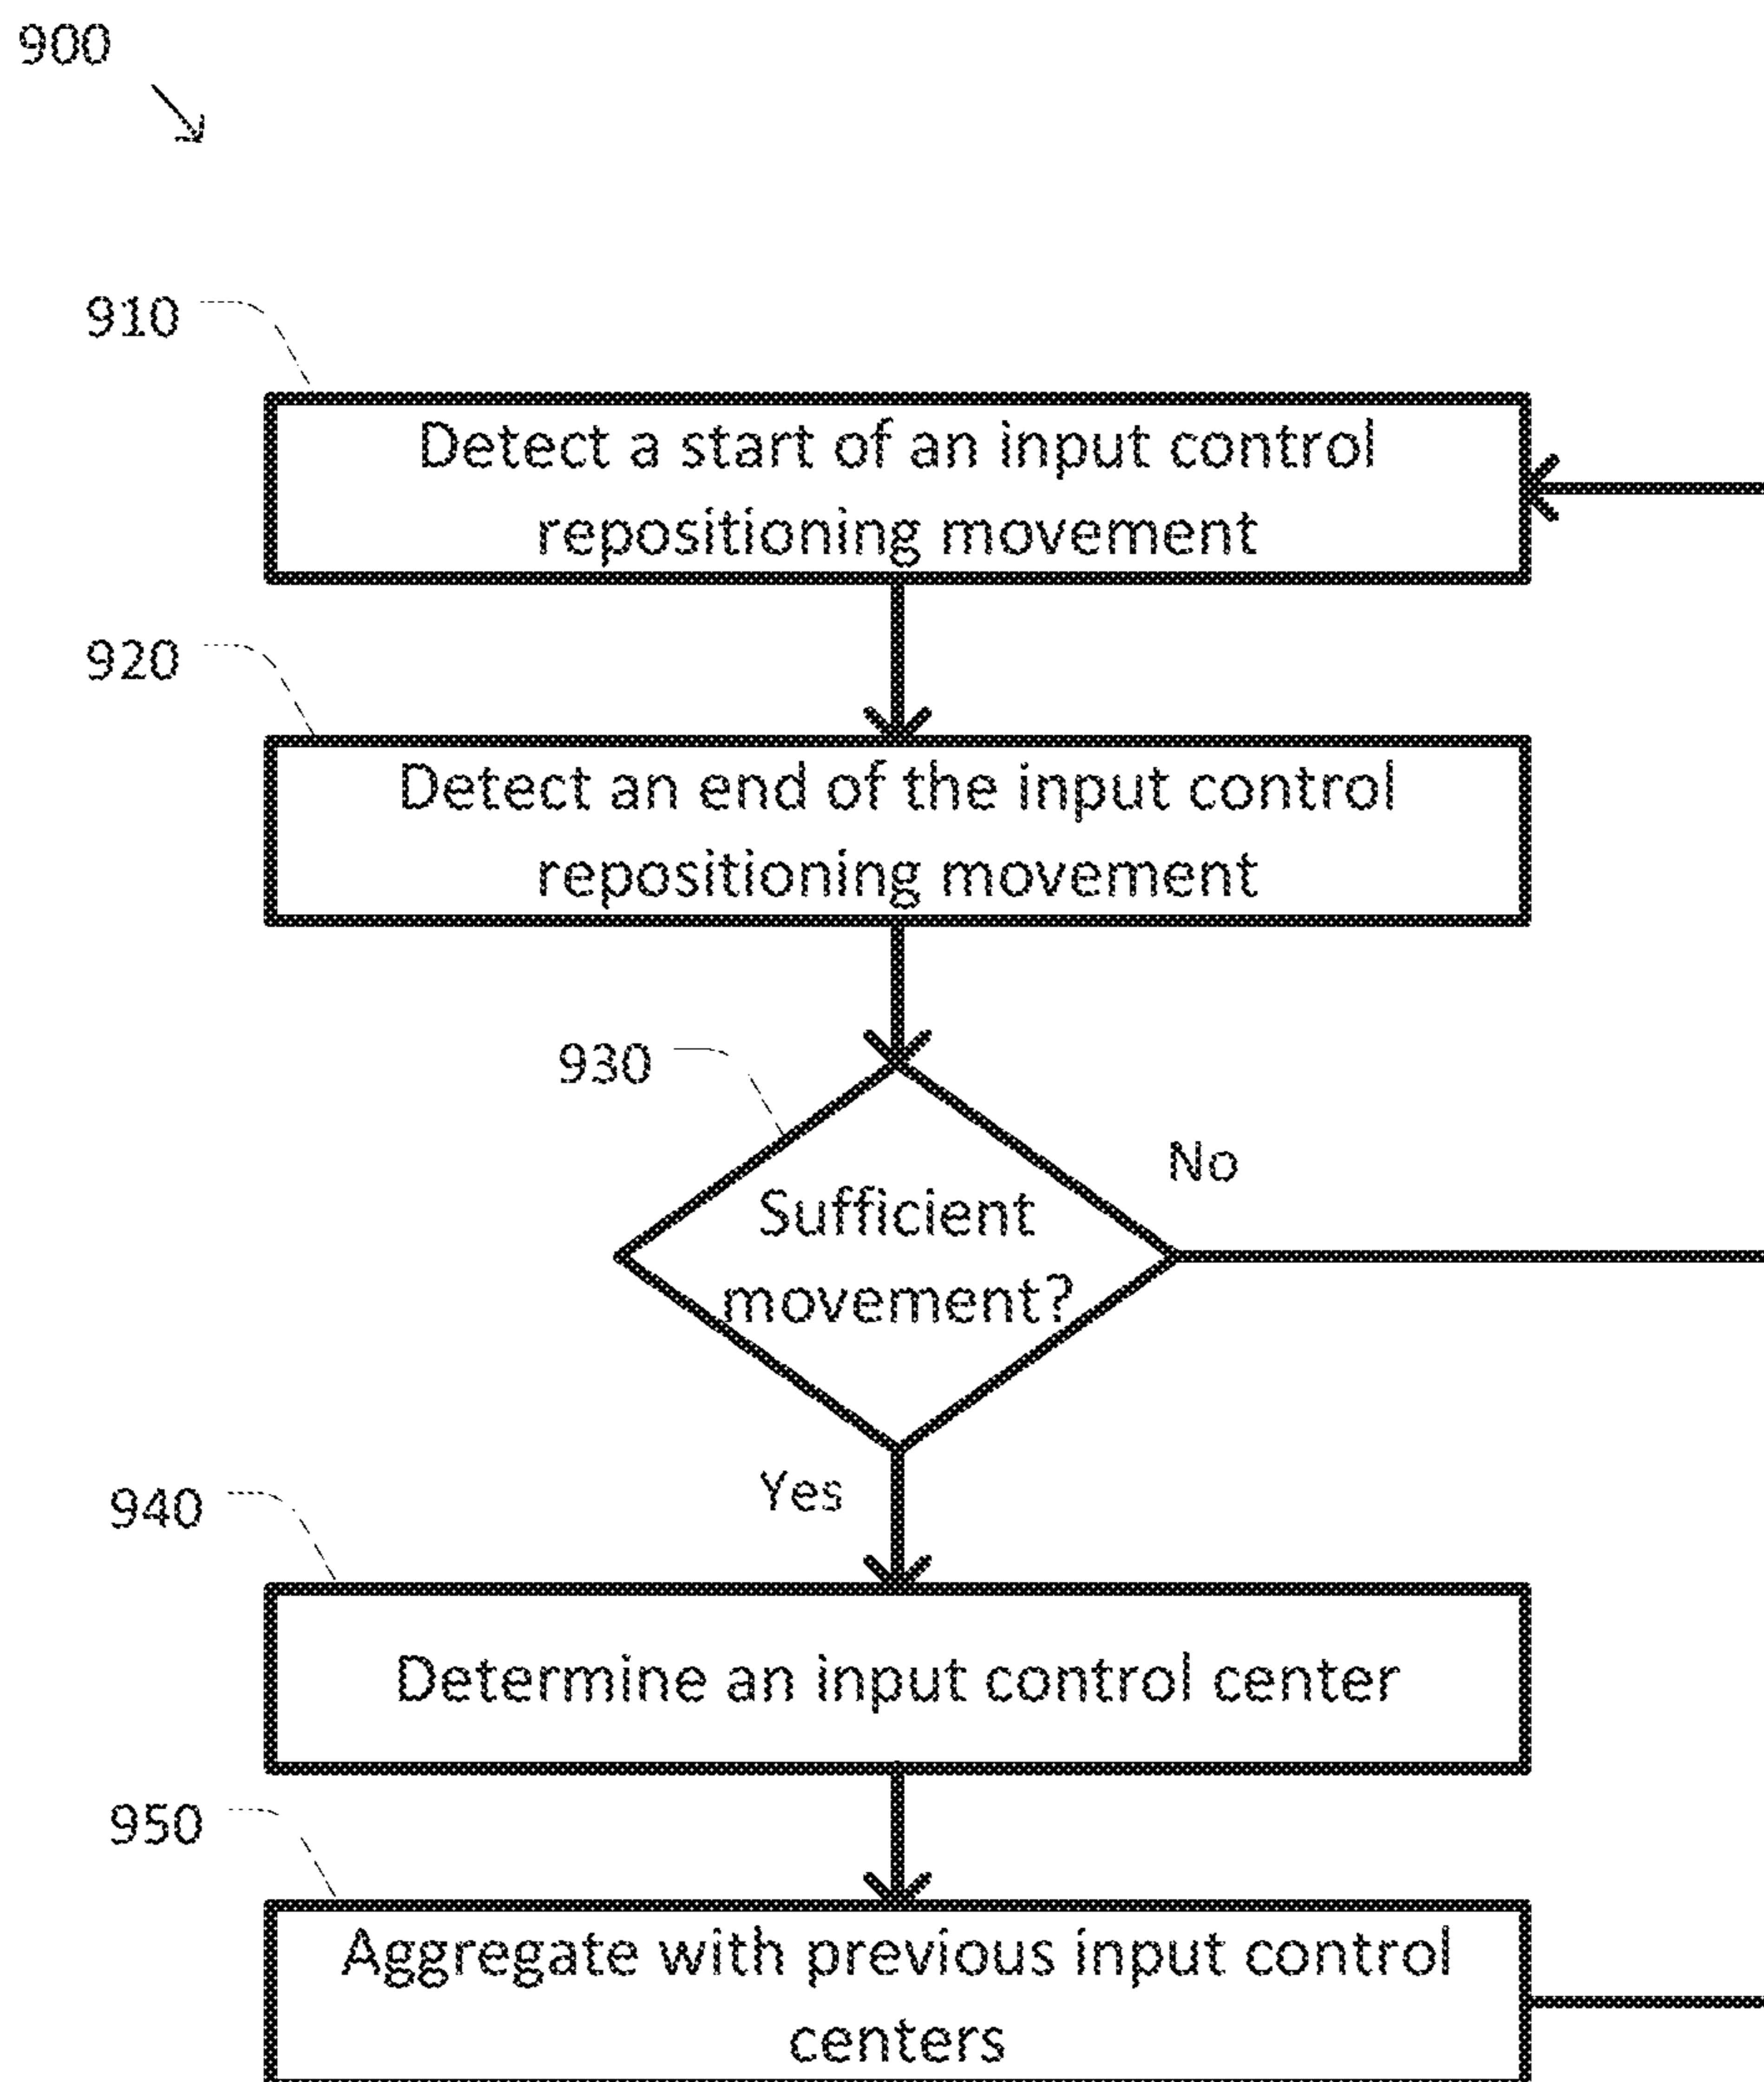 900
910
Detect a start of an input control
repositioning movement
920
Detect an end of the input control
repositioning movement
930
No
Sufficient
movement?
Yes
940
Determine an input control center
950
Aggregate with previous input control
centers